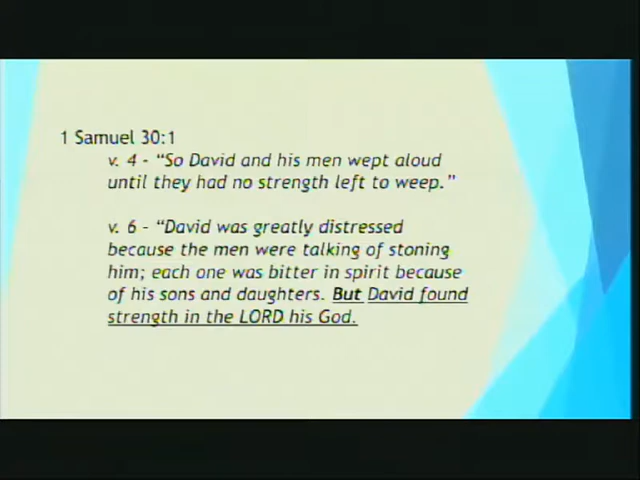 1 Samuel 30:1
v. 4 - “So David and his men wept aloud
until they had no strength left to weep.”
v. 6 - “David was greatly distressed
because the men were talking of stoning
him; each one was bitter in spirit because
of his sons and daughters. But David found
strength in the LORD his God.